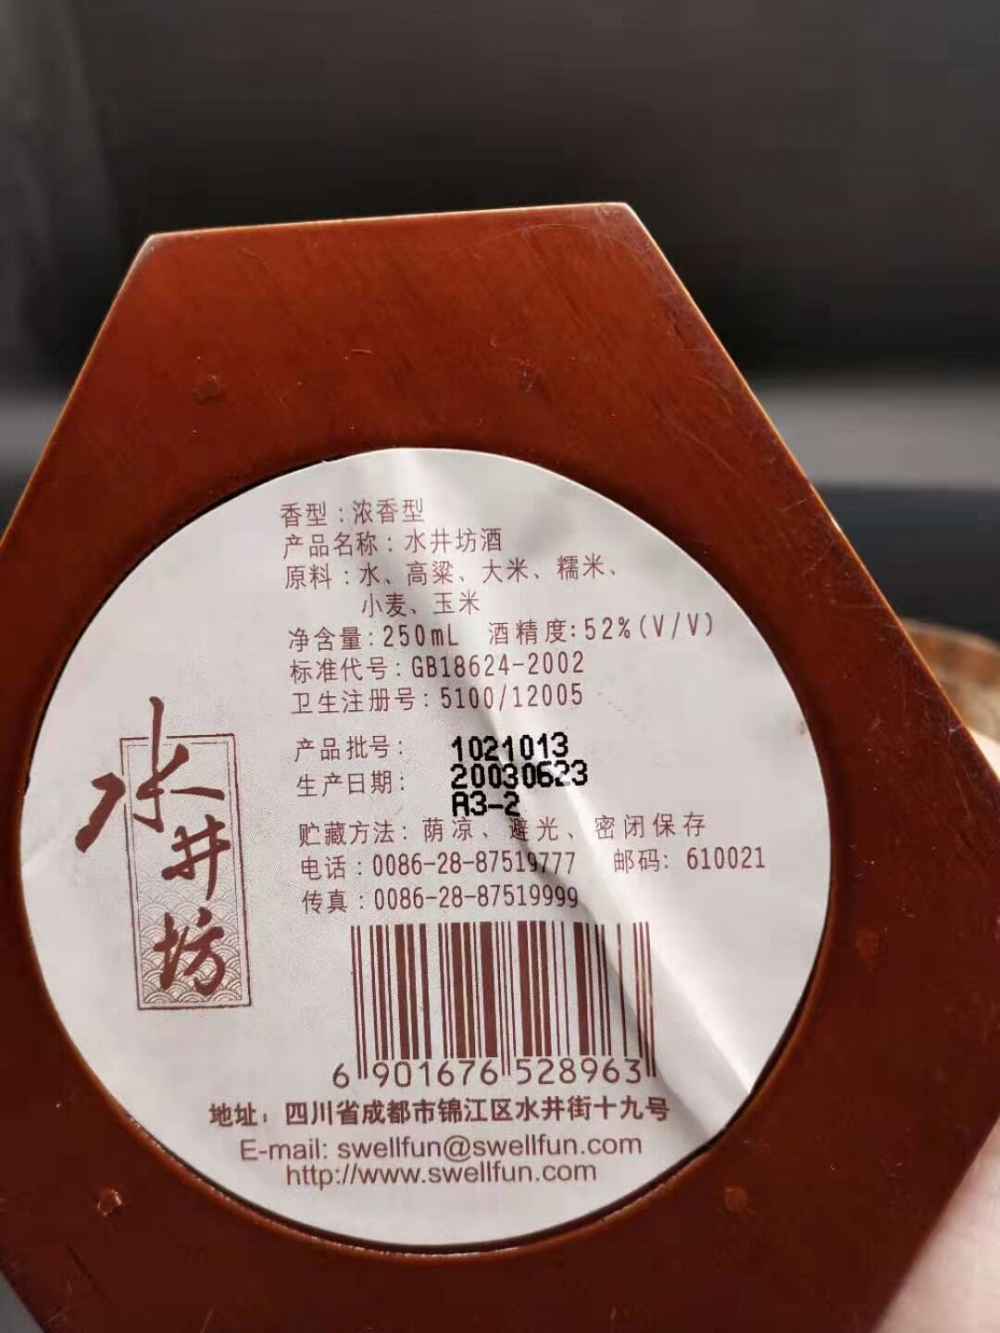 香型：浓香型
产品名称：水井坊酒
原料：水、高粱、大米、糯米、
小麦、玉米
净含量：250mL 酒精度：52%(V/V)
标准代号：GB18624-2002
卫生注册号：5100/12005
产品批号： 1021013
生产日期： 20030623
A3-2
贮藏方法：荫凉、避光、密闭保存
电话：0086-28-87519777 邮码：610021
传真：0086-28-87519999
水井坊
6 901676 528963
地址：四川省成都市锦江区水井街十九号
E-mail: swellfun@swellfun.com
http://www.swellfun.com